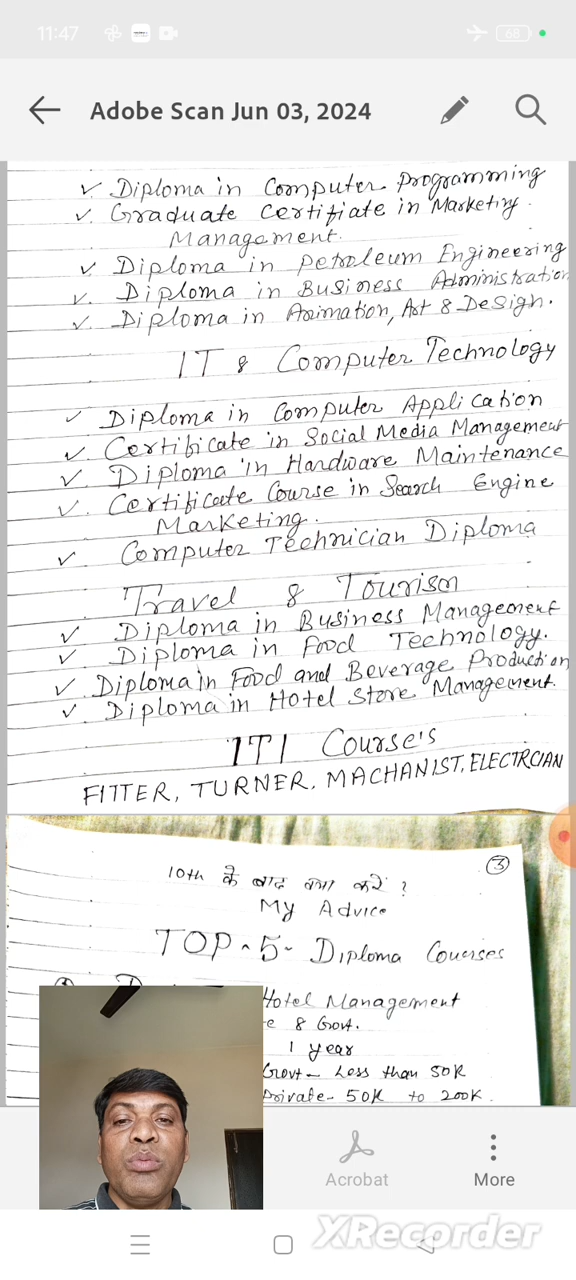 11:47
68
Adobe Scan Jun 03, 2024
✓ Diploma in Computer Programming
✓ Graduate Certifiate in Marketing.
Management.
✓ Diploma in Petroleum Engineering
✓. Diploma in Business Administration
✓. Diploma in Animation, Art & Design.
IT & Computer Technology
✓ Diploma in Computer Application
✓. Certificate in Social Media Management
✓ Diploma in Hardware Maintenance
✓. Certificate Course in Search Engine
Marketing.
✓ Computer Technician Diploma
Travel & Tourism
✓ Diploma in Business Management
✓. Diploma in Food Technology.
✓ Diploma in Food and Beverage Production
✓ Diploma in Hotel Store Management.
ITI Course's
FITTER, TURNER, MACHANIST, ELECTRCIAN
3
10th के बाद क्या करें ?
My Advice
TOP-5- Diploma Courses
Hotel Management
e & Govt.
1 year
Govt- Less than 50K
Private- 50K to 200K.
Acrobat
More
XRecorder